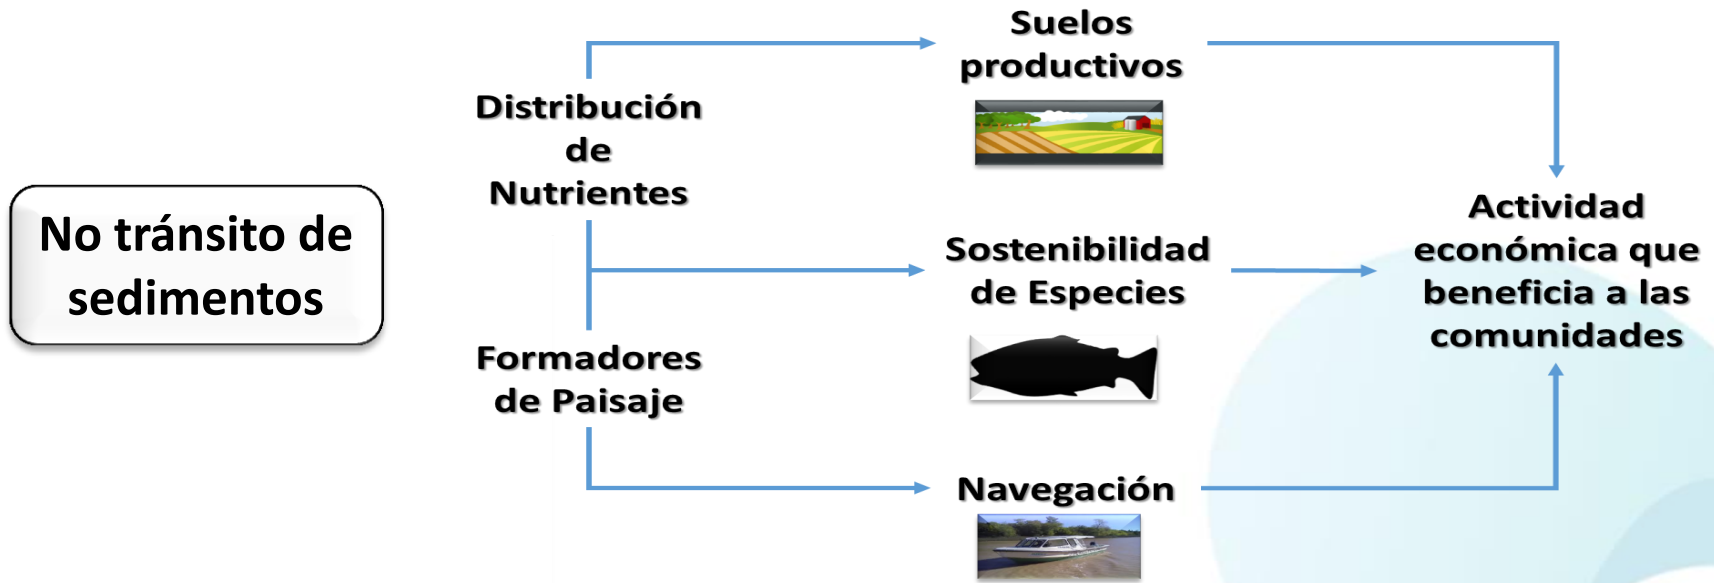 No tránsito de
sedimentos
Distribución
de
Nutrientes
Formadores
de Paisaje
Suelos
productivos
Sostenibilidad
de Especies
Navegación
Actividad
económica que
beneficia a las
comunidades